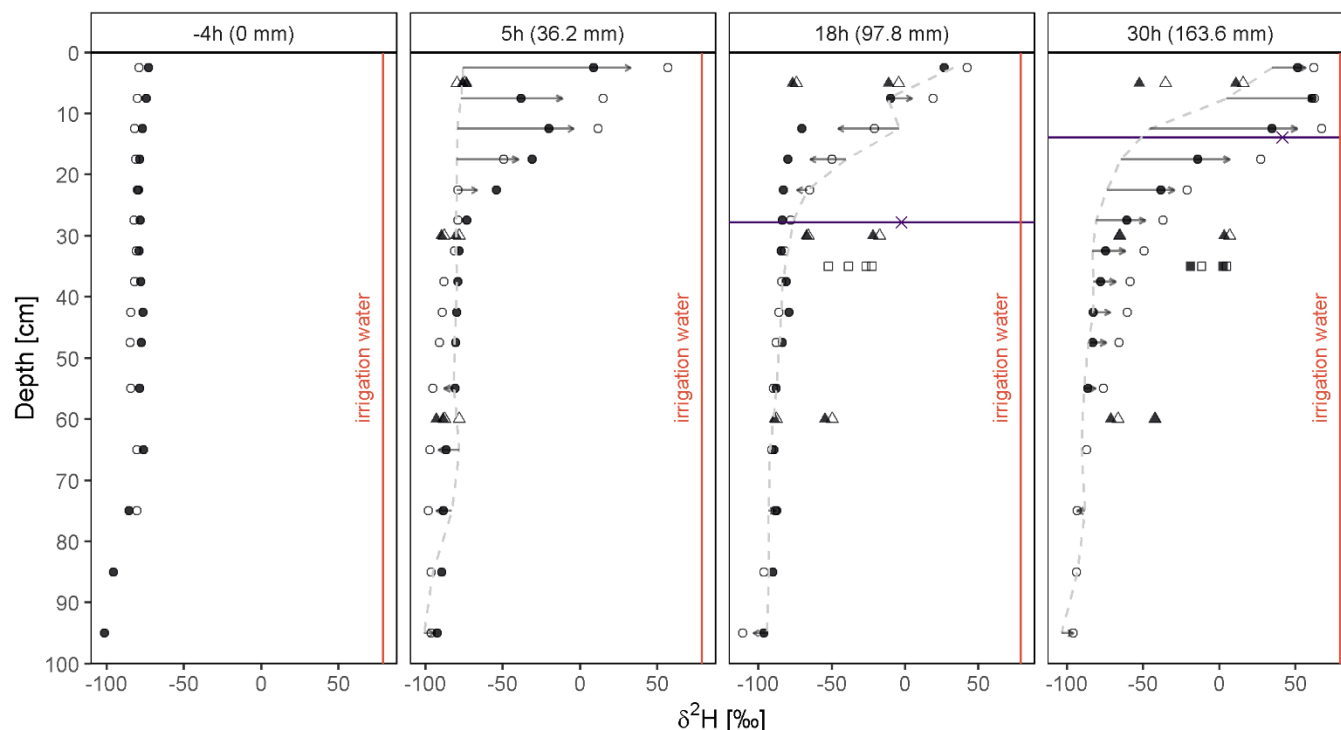 -4h (0 mm)
5h (36.2 mm)
18h (97.8 mm)
30h (163.6 mm)
Depth [cm]
0
10
20
30
40
50
60
70
80
90
100
irrigation water
irrigation water
irrigation water
irrigation water
-100 -50 0 50
-100 -50 0 50
-100 -50 0 50
-100 -50 0 50
δ²H [‰]